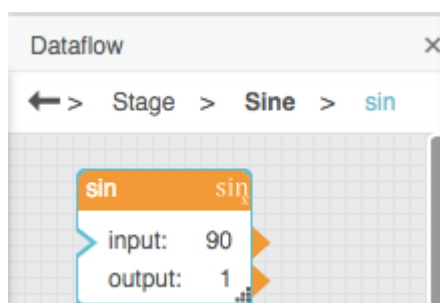 Dataflow ×
← > Stage > Sine > sin
sin sin x
input: 90
output: 1